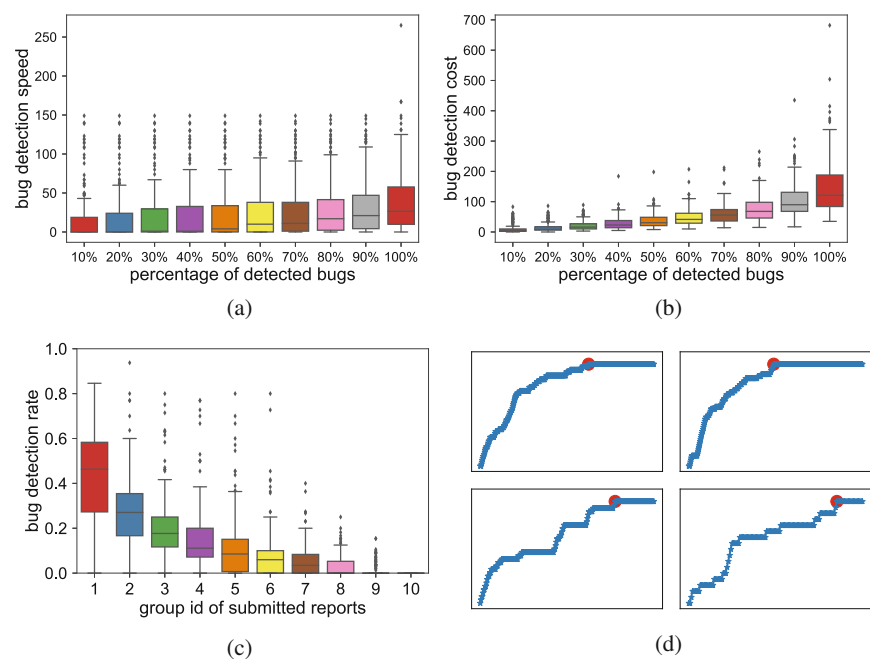 250
200
150
100
50
0
bug detection speed
10% 20% 30% 40% 50% 60% 70% 80% 90% 100%
percentage of detected bugs
(a)
700
600
500
400
300
200
100
0
bug detection cost
10% 20% 30% 40% 50% 60% 70% 80% 90% 100%
percentage of detected bugs
(b)
1.0
0.8
0.6
0.4
0.2
0.0
bug detection rate
1 2 3 4 5 6 7 8 9 10
group id of submitted reports
(c)
(d)